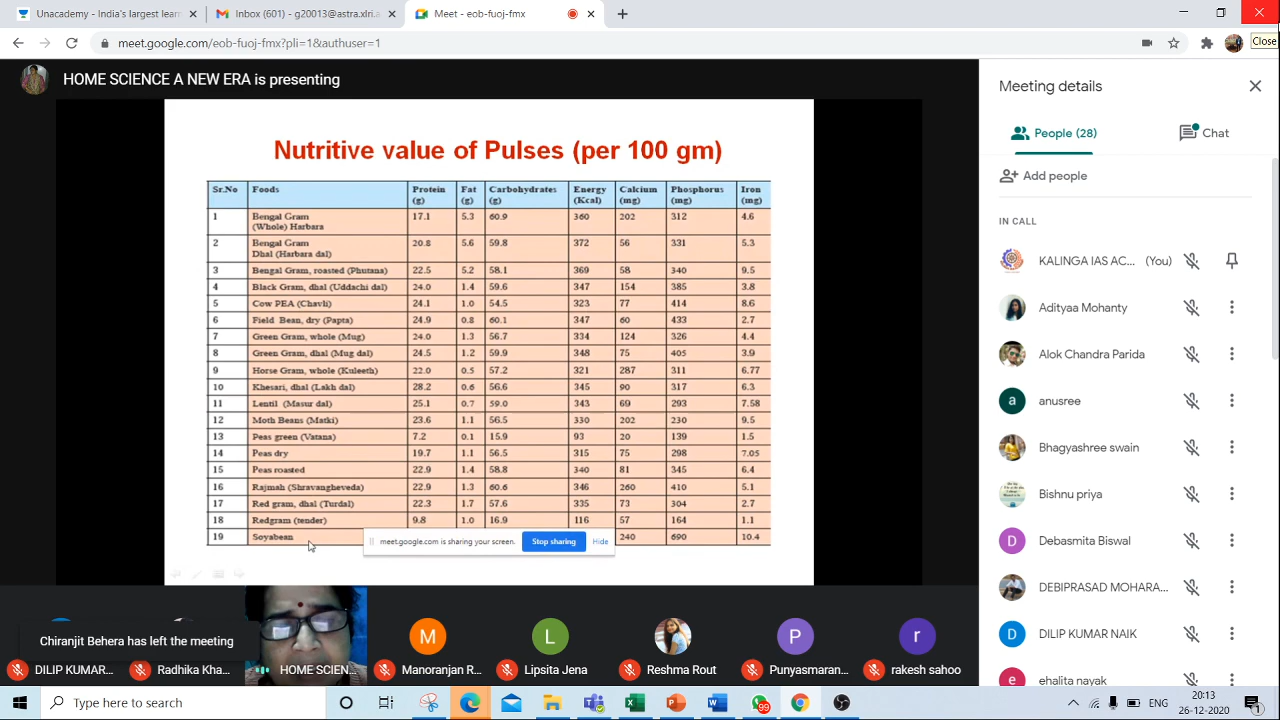 Unacademy - India's largest learn
Inbox (601) - g20013@astra.xlri.a
Meet - eob-fuoj-fmx
meet.google.com/eob-fuoj-fmx?pli=1&authuser=1
Close
HOME SCIENCE A NEW ERA is presenting
Nutritive value of Pulses (per 100 gm)
Sr.No Foods Protein (g) Fat (g) Carbohydrates (g) Energy (Kcal) Calcium (mg) Phosphorus (mg) Iron (mg)
1 Bengal Gram (Whole) Harbara 17.1 5.3 60.9 360 202 312 4.6
2 Bengal Gram Dhal (Harbara dal) 20.8 5.6 59.8 372 56 331 5.3
3 Bengal Gram, roasted (Phutana) 22.5 5.2 58.1 369 58 340 9.5
4 Black Gram, dhal (Uddachi dal) 24.0 1.4 59.6 347 154 385 3.8
5 Cow PEA (Chavli) 24.1 1.0 54.5 323 77 414 8.6
6 Field Bean, dry (Papta) 24.9 0.8 60.1 347 60 433 2.7
7 Green Gram, whole (Mug) 24.0 1.3 56.7 334 124 326 4.4
8 Green Gram, dhal (Mug dal) 24.5 1.2 59.9 348 75 405 3.9
9 Horse Gram, whole (Kuleeth) 22.0 0.5 57.2 321 287 311 6.77
10 Khesari, dhal (Lakh dal) 28.2 0.6 56.6 345 90 317 6.3
11 Lentil (Masur dal) 25.1 0.7 59.0 343 69 293 7.58
12 Moth Beans (Matki) 23.6 1.1 56.5 330 202 230 9.5
13 Peas green (Vatana) 7.2 0.1 15.9 93 20 139 1.5
14 Peas dry 19.7 1.1 56.5 315 75 298 7.05
15 Peas roasted 22.9 1.4 58.8 340 81 345 6.4
16 Rajmah (Shravangheveda) 22.9 1.3 60.6 346 260 410 5.1
17 Red gram, dhal (Turdal) 22.3 1.7 57.6 335 73 304 2.7
18 Redgram (tender) 9.8 1.0 16.9 116 57 164 1.1
19 Soyabean 240 690 10.4
meet.google.com is sharing your screen. Stop sharing Hide
Chiranjit Behera has left the meeting
DILIP KUMAR... Radhika Kha... HOME SCIEN... Manoranjan R... Lipsita Jena Reshma Rout Punyasmaran... rakesh sahoo
M L P r
Meeting details
People (28) Chat
Add people
IN CALL
KALINGA IAS AC... (You)
Adityaa Mohanty
Alok Chandra Parida
a anusree
Bhagyashree swain
Bishnu priya
D Debasmita Biswal
DEBIPRASAD MOHARA...
D DILIP KUMAR NAIK
e ehalita nayak
Type here to search
99
ENG
20:13
26-12-2020
1